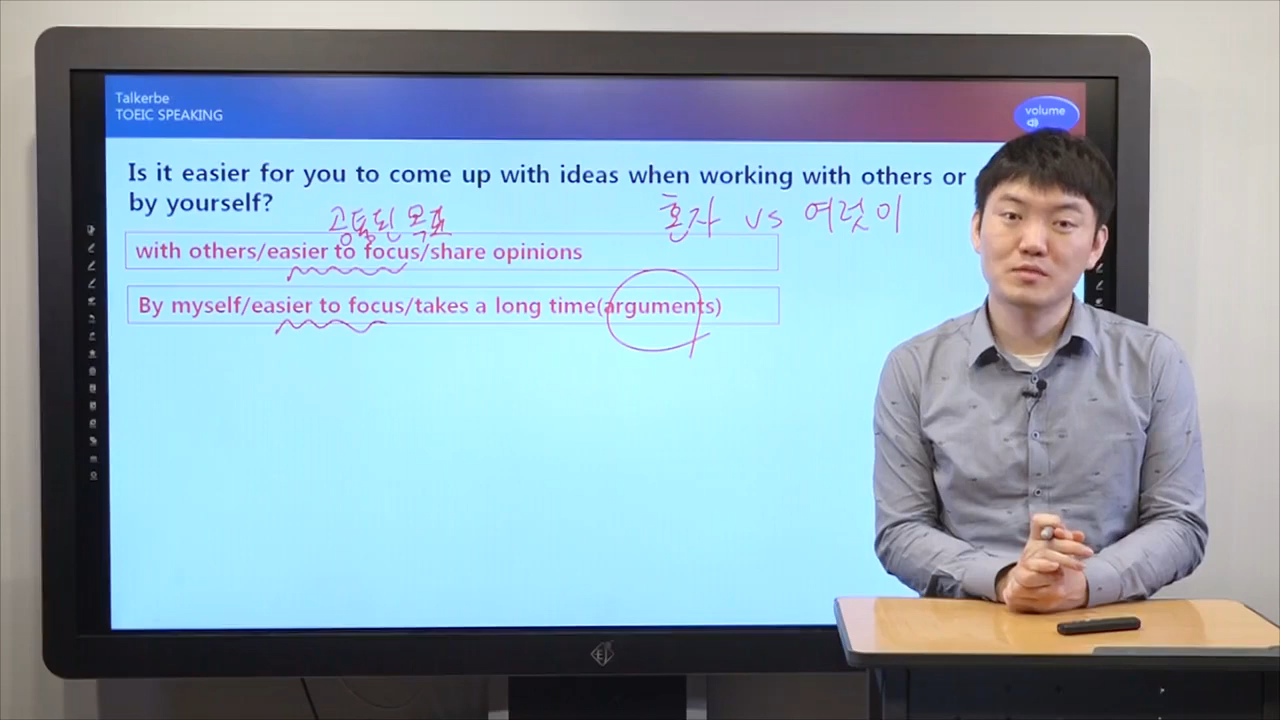 Talkerbe
TOEIC SPEAKING
volume
Is it easier for you to come up with ideas when working with others or
by yourself?
공통된 목표
혼자 vs 여럿이
with others/easier to focus/share opinions
By myself/easier to focus/takes a long time(arguments)